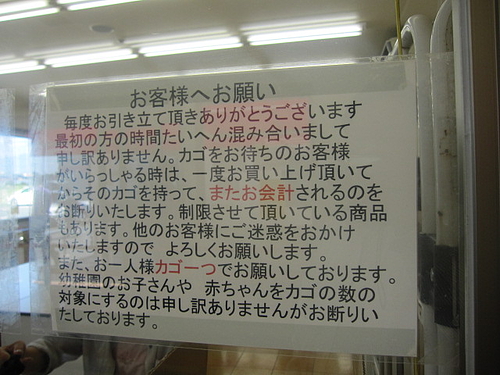 お客様へお願い
毎度お引き立て頂きありがとうございます
最初の方の時間たいへん混み合いまして
申し訳ありません。カゴをお待ちのお客様
がいらっしゃる時は、一度お買い上げ頂いて
からそのカゴを持って、またお会計されるのを
お断りいたします。制限させて頂いている商品
もあります。他のお客様にご迷惑をおかけ
いたしますので よろしくお願いします。
また、お一人様カゴ一つでお願いしております。
幼稚園のお子さんや 赤ちゃんをカゴの数の
対象にするのは申し訳ありませんがお断りい
たしております。